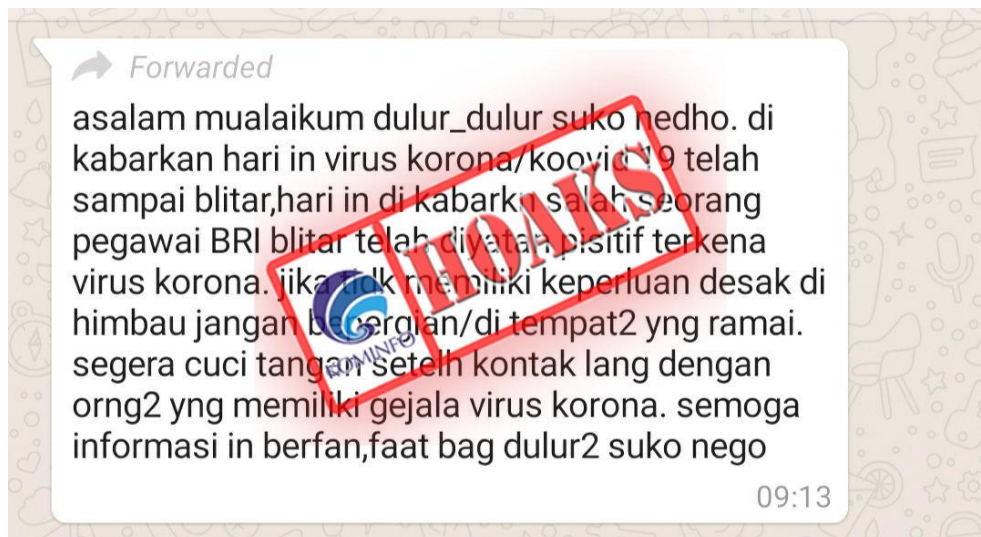 Forwarded
asalam mualaikum dulur_dulur suko nedho. di
kabarkan hari in virus korona/koovid 19 telah
sampai blitar,hari in di kabarkn salah seorang
pegawai BRI blitar telah diyatan pisitif terkena
virus korona. jika tidk memiliki keperluan desak di
himbau jangan bepergian/di tempat2 yng ramai.
segera cuci tangan setelh kontak lang dengan
orng2 yng memiliki gejala virus korona. semoga
informasi in berfan,faat bag dulur2 suko nego
09:13
HOAKS
KOMINFO